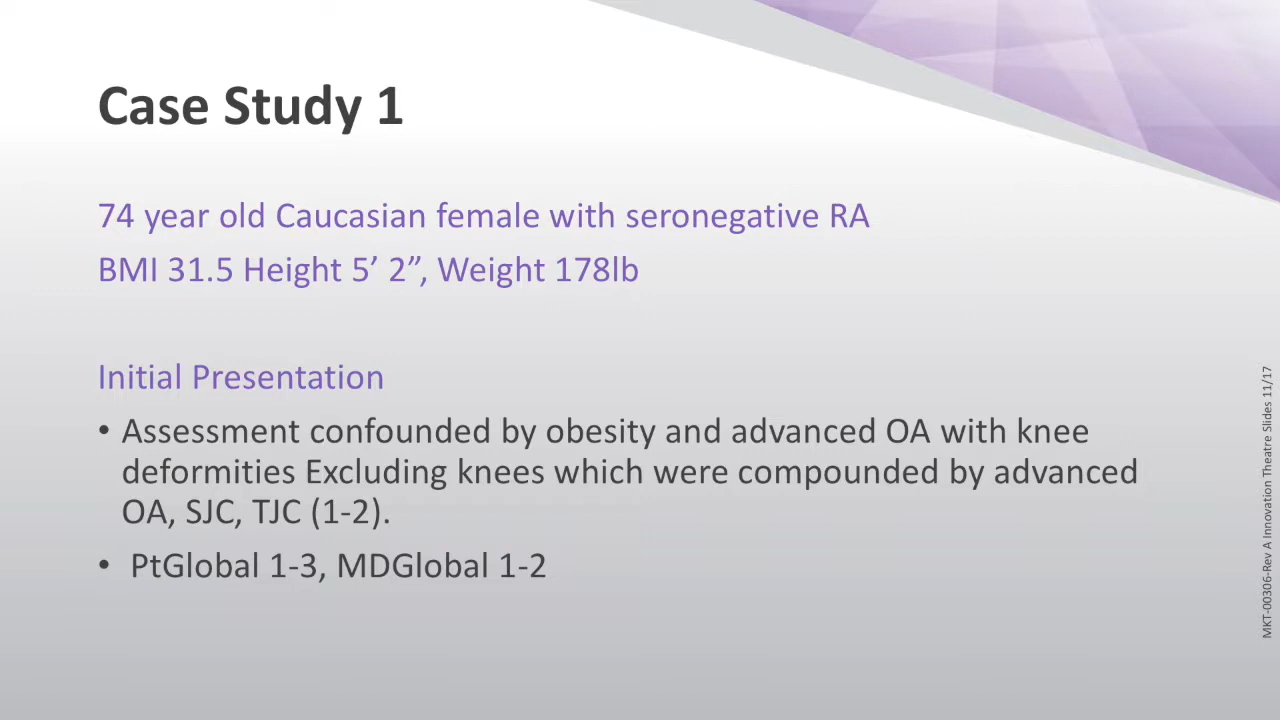 Case Study 1
74 year old Caucasian female with seronegative RA
BMI 31.5 Height 5’ 2”, Weight 178lb
Initial Presentation
• Assessment confounded by obesity and advanced OA with knee
deformities Excluding knees which were compounded by advanced
OA, SJC, TJC (1-2).
• PtGlobal 1-3, MDGlobal 1-2
MKT-00306-Rev A Innovation Theatre Slides 11/17